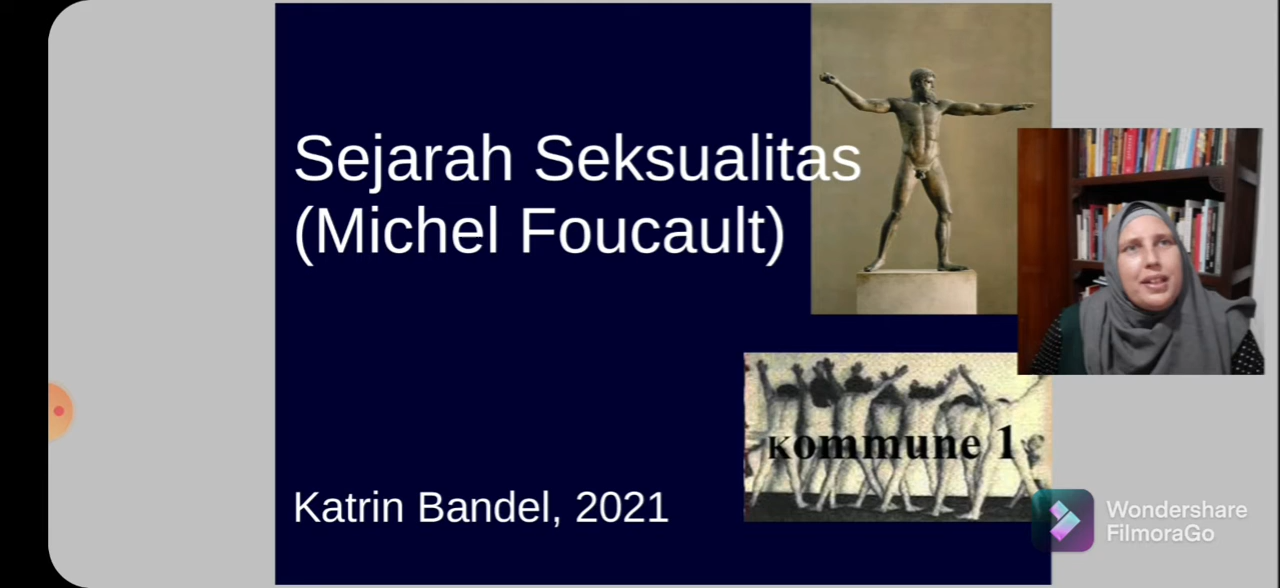 Sejarah Seksualitas
(Michel Foucault)
kommune 1
Katrin Bandel, 2021
Wondershare
FilmoraGo